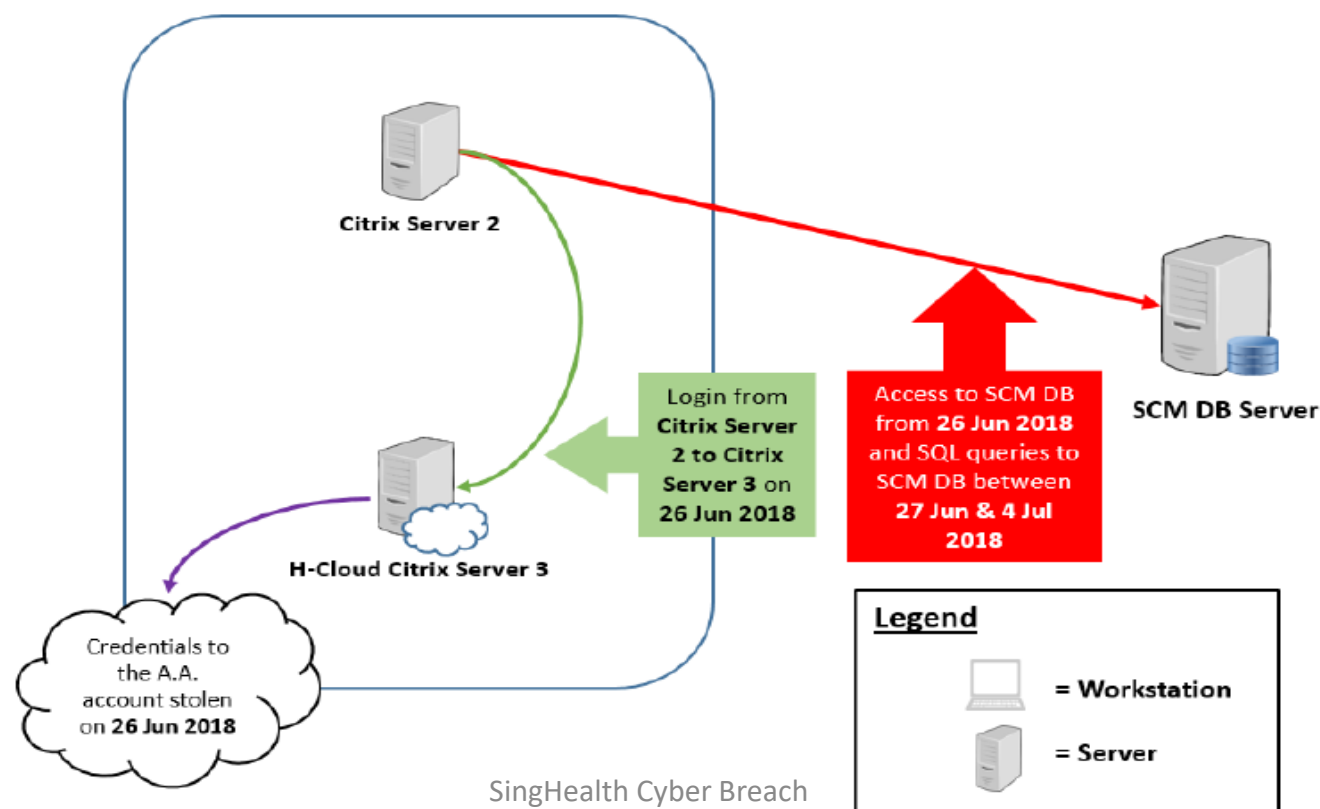 Citrix Server 2
SCM DB Server
Login from
Citrix Server
2 to Citrix
Server 3 on
26 Jun 2018
Access to SCM DB
from 26 Jun 2018
and SQL queries to
SCM DB between
27 Jun & 4 Jul
2018
H-Cloud Citrix Server 3
Credentials to
the A.A.
account stolen
on 26 Jun 2018
Legend
= Workstation
= Server
SingHealth Cyber Breach